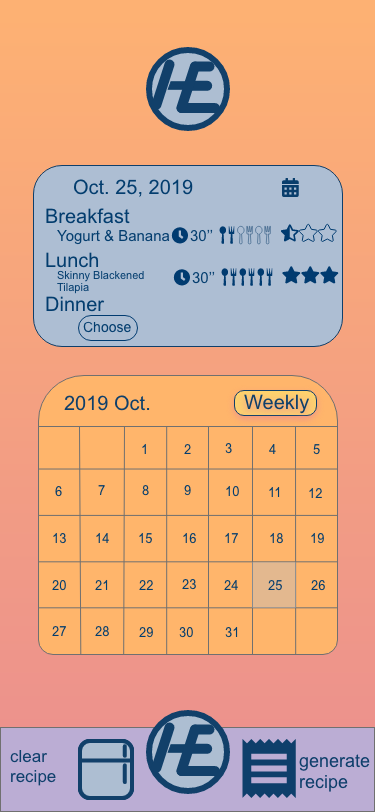 HE
Oct. 25, 2019
Breakfast
Yogurt & Banana 30’’
Lunch
Skinny Blackened
Tilapia
30’’
Dinner
Choose
2019 Oct. Weekly
1 2 3 4 5
6 7 8 9 10 11 12
13 14 15 16 17 18 19
20 21 22 23 24 25 26
27 28 29 30 31
HE
clear
recipe
generate
recipe